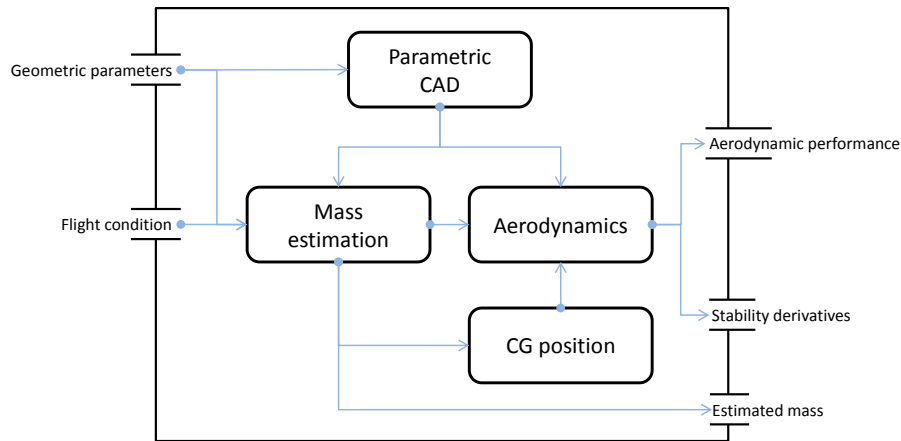 Parametric
CAD
Geometric parameters
Aerodynamic performance
Mass
estimation
Aerodynamics
Flight condition
Stability derivatives
CG position
Estimated mass